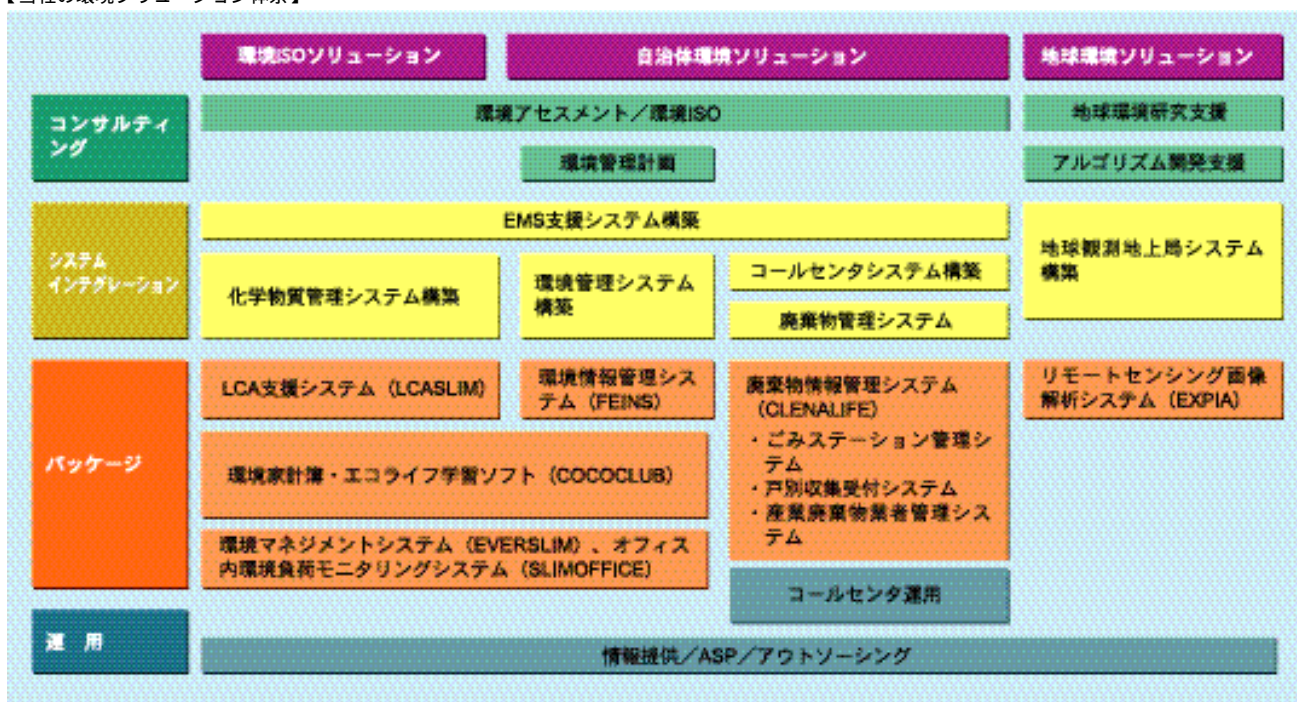 【当社の環境ソリューション体系】
環境ISOソリューション
自治体環境ソリューション
地球環境ソリューション
コンサルティ
ング
環境アセスメント／環境ISO
地球環境研究支援
環境管理計画
アルゴリズム開発支援
システム
インテグレーション
EMS支援システム構築
地球観測地上局システム
構築
化学物質管理システム構築
環境管理システム
構築
コールセンタシステム構築
廃棄物管理システム
パッケージ
LCA支援システム（LCASLIM）
環境情報管理シス
テム（FEINS）
廃棄物情報管理システム
（CLENALIFE）
・ごみステーション管理シ
テム
・戸別収集受付システム
・産業廃棄物業者管理シス
テム
リモートセンシング画像
解析システム（EXPIA）
環境家計簿・エコライフ学習ソフト（COCOCLUB）
環境マネジメントシステム（EVERSLIM）、オフィス
内環境負荷モニタリングシステム（SLIMOFFICE）
コールセンタ運用
運　用
情報提供／ASP／アウトソーシング